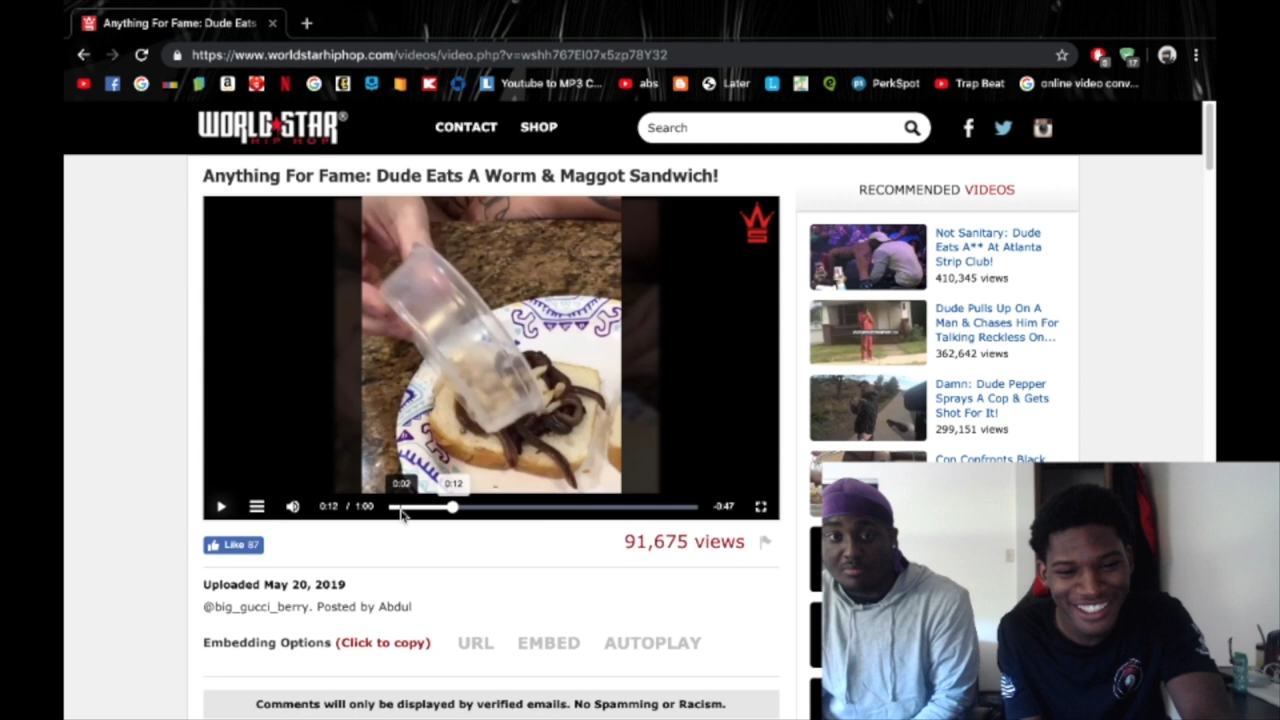 Anything For Fame: Dude Eats
https://www.worldstarhiphop.com/videos/video.php?v=wshh767El07x5zp78Y32
Youtube to MP3 C... abs Later PerkSpot Trap Beat online video conv...
WORLD STAR®
HIP HOP
CONTACT SHOP
Search
Anything For Fame: Dude Eats A Worm & Maggot Sandwich!
0:02 0:12
0:12 / 1:00
-0:47
Like 87
91,675 views
Uploaded May 20, 2019
@big_gucci_berry. Posted by Abdul
Embedding Options (Click to copy) URL EMBED AUTOPLAY
Comments will only be displayed by verified emails. No Spamming or Racism.
RECOMMENDED VIDEOS
Not Sanitary: Dude
Eats A** At Atlanta
Strip Club!
410,345 views
Dude Pulls Up On A
Man & Chases Him For
Talking Reckless On...
362,642 views
Damn: Dude Pepper
Sprays A Cop & Gets
Shot For It!
299,151 views
Cop Confronts Black